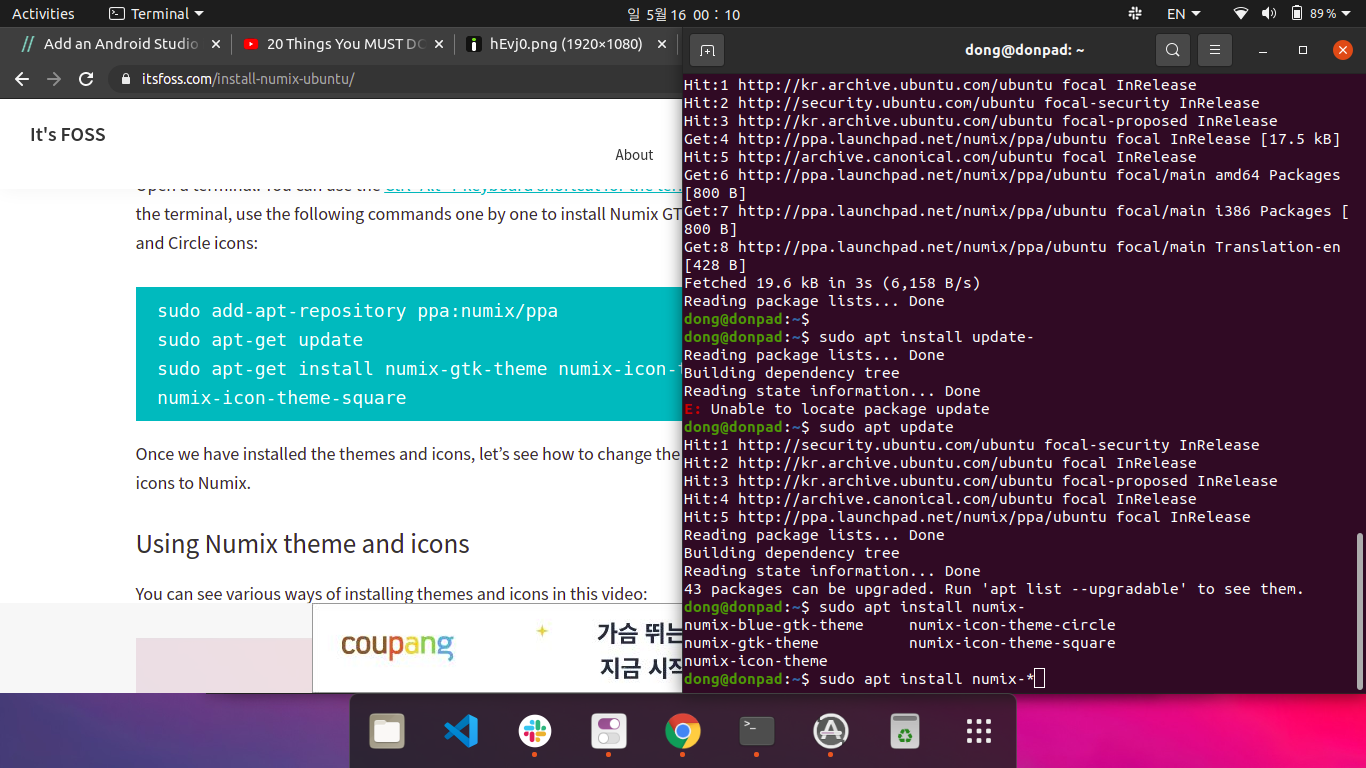 Activities
Terminal
일 5월 16 00 : 10
EN
89%
Add an Android Studio
20 Things You MUST DO
hEvj0.png (1920×1080)
itsfoss.com/install-numix-ubuntu/
It's FOSS
About
Open a terminal. You can use the Ctrl+Alt+T keyboard shortcut for the
the terminal, use the following commands one by one to install Numix
and Circle icons:
sudo add-apt-repository ppa:numix/ppa
sudo apt-get update
sudo apt-get install numix-gtk-theme
numix-icon-theme-square
Once we have installed the themes and icons, let’s see how to change the
icons to Numix.
Using Numix theme and icons
You can see various ways of installing themes and icons in this video:
coupang
가슴 뛰는
지금 시작
dong@donpad: ~
Hit:1 http://kr.archive.ubuntu.com/ubuntu focal InRelease
Hit:2 http://security.ubuntu.com/ubuntu focal-security InRelease
Hit:3 http://kr.archive.ubuntu.com/ubuntu focal-proposed InRelease
Get:4 http://ppa.launchpad.net/numix/ppa/ubuntu focal InRelease [17.5 kB]
Hit:5 http://archive.canonical.com/ubuntu focal InRelease
Get:6 http://ppa.launchpad.net/numix/ppa/ubuntu focal/main amd64 Packages
[800 B]
Get:7 http://ppa.launchpad.net/numix/ppa/ubuntu focal/main i386 Packages [
800 B]
Get:8 http://ppa.launchpad.net/numix/ppa/ubuntu focal/main Translation-en
[428 B]
Fetched 19.6 kB in 3s (6,158 B/s)
Reading package lists... Done
dong@donpad:~$
dong@donpad:~$ sudo apt install update-
Reading package lists... Done
Building dependency tree
Reading state information... Done
E: Unable to locate package update
dong@donpad:~$ sudo apt update
Hit:1 http://security.ubuntu.com/ubuntu focal-security InRelease
Hit:2 http://kr.archive.ubuntu.com/ubuntu focal InRelease
Hit:3 http://kr.archive.ubuntu.com/ubuntu focal-proposed InRelease
Hit:4 http://archive.canonical.com/ubuntu focal InRelease
Hit:5 http://ppa.launchpad.net/numix/ppa/ubuntu focal InRelease
Reading package lists... Done
Building dependency tree
Reading state information... Done
43 packages can be upgraded. Run 'apt list --upgradable' to see them.
dong@donpad:~$ sudo apt install numix-
numix-blue-gtk-theme numix-icon-theme-circle
numix-gtk-theme numix-icon-theme-square
numix-icon-theme
dong@donpad:~$ sudo apt install numix-*